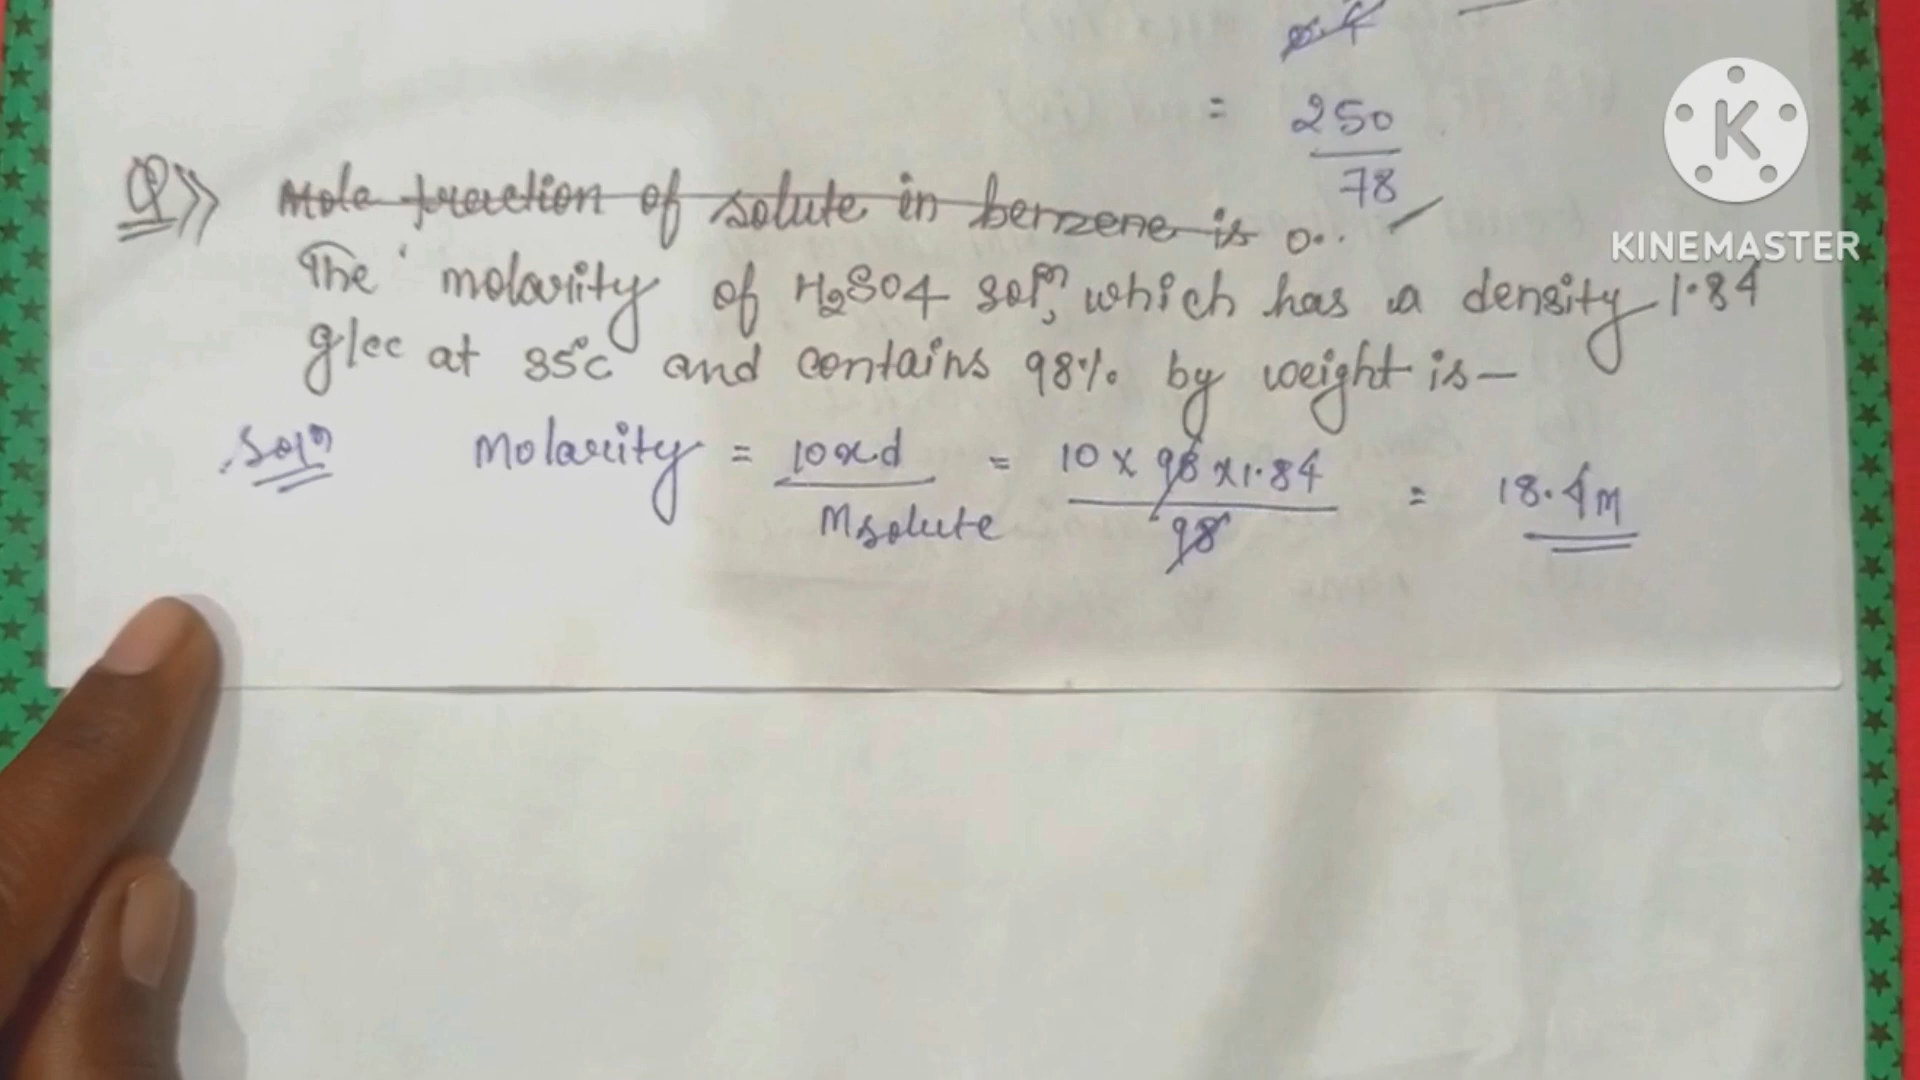 = 250
78
KINEMASTER
Q>> Mole fraction of solute in benzene is 0..
The molarity of H2SO4 solⁿ, which has a density 1.84
g/cc at 35°C and contains 98% by weight is—
Solⁿ Molarity = 10xd / Msolute = 10 x 98 x 1.84 / 98 = 18.4M